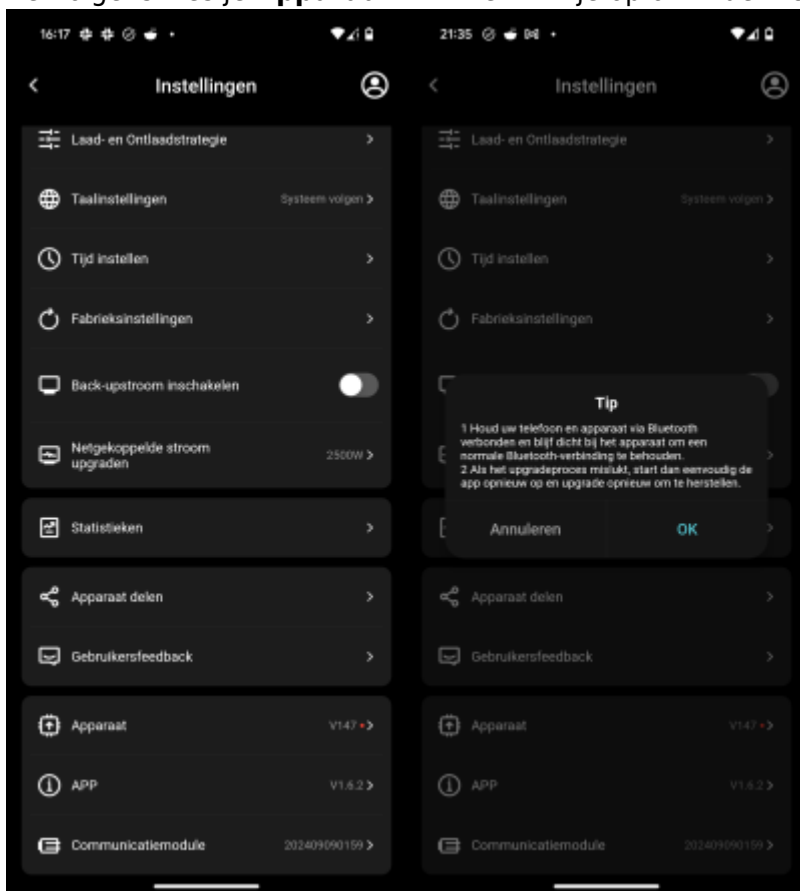 16:17
Instellingen
Laad- en Ontlaadstrategie
Taalinstellingen Systeem volgen
Tijd instellen
Fabrieksinstellingen
Back-upstroom inschakelen
Netgekoppelde stroom
upgraden 2500W
Statistieken
Apparaat delen
Gebruikersfeedback
Apparaat V147
APP V1.6.2
Communicatiemodule 202409090159
21:35
Instellingen
Laad- en Ontlaadstrategie
Taalinstellingen Systeem volgen
Tijd instellen
Fabrieksinstellingen
Tip
1 Houd uw telefoon en apparaat via Bluetooth
verbonden en blijf dicht bij het apparaat om een
normale Bluetooth-verbinding te behouden.
2 Als het upgradeproces mislukt, start dan eenvoudig de
app opnieuw op en upgrade opnieuw om te herstellen.
Annuleren OK
Apparaat delen
Gebruikersfeedback
Apparaat V147
APP V1.6.2
Communicatiemodule 202409090159